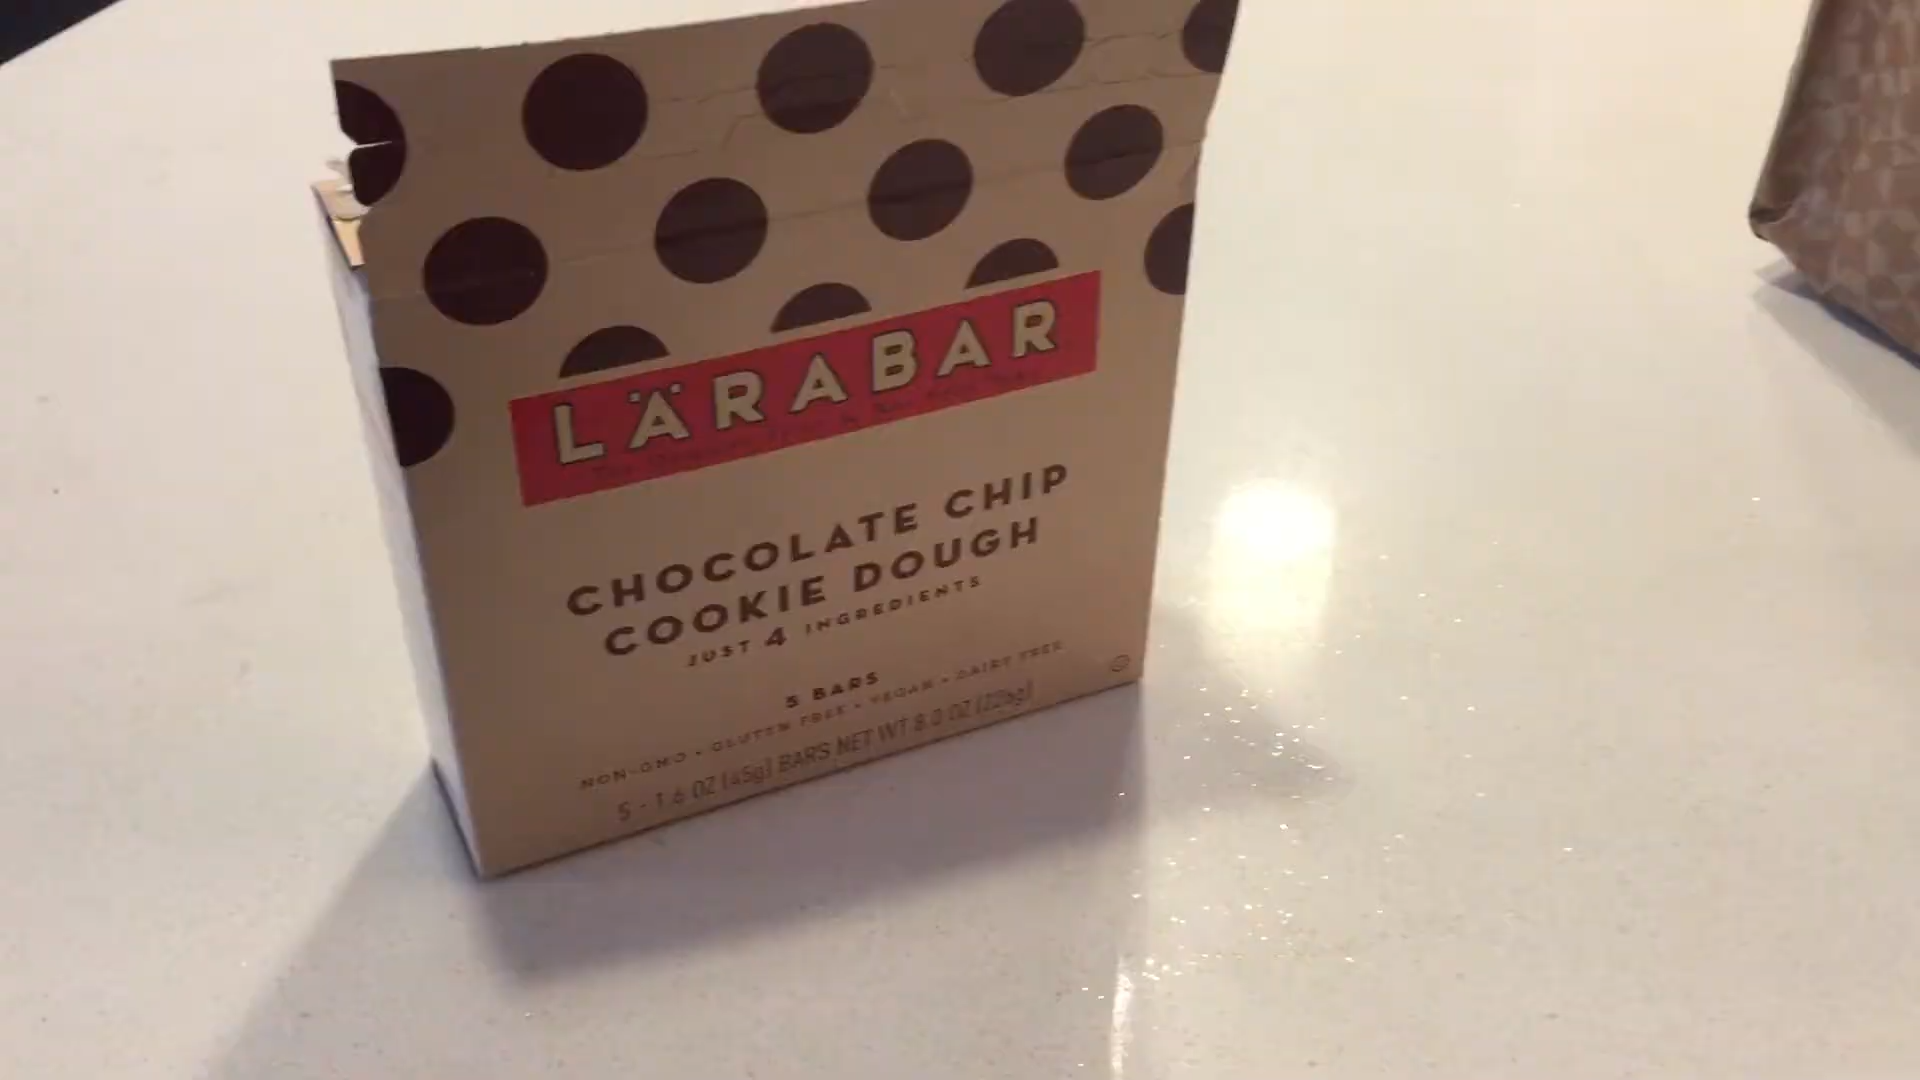 LÄRABAR
CHOCOLATE CHIP
COOKIE DOUGH
JUST 4 INGREDIENTS
5 BARS
NON-GMO • GLUTEN FREE • VEGAN • DAIRY FREE
5 - 1.6 OZ (45g) BARS NET WT 8.0 OZ (226g)